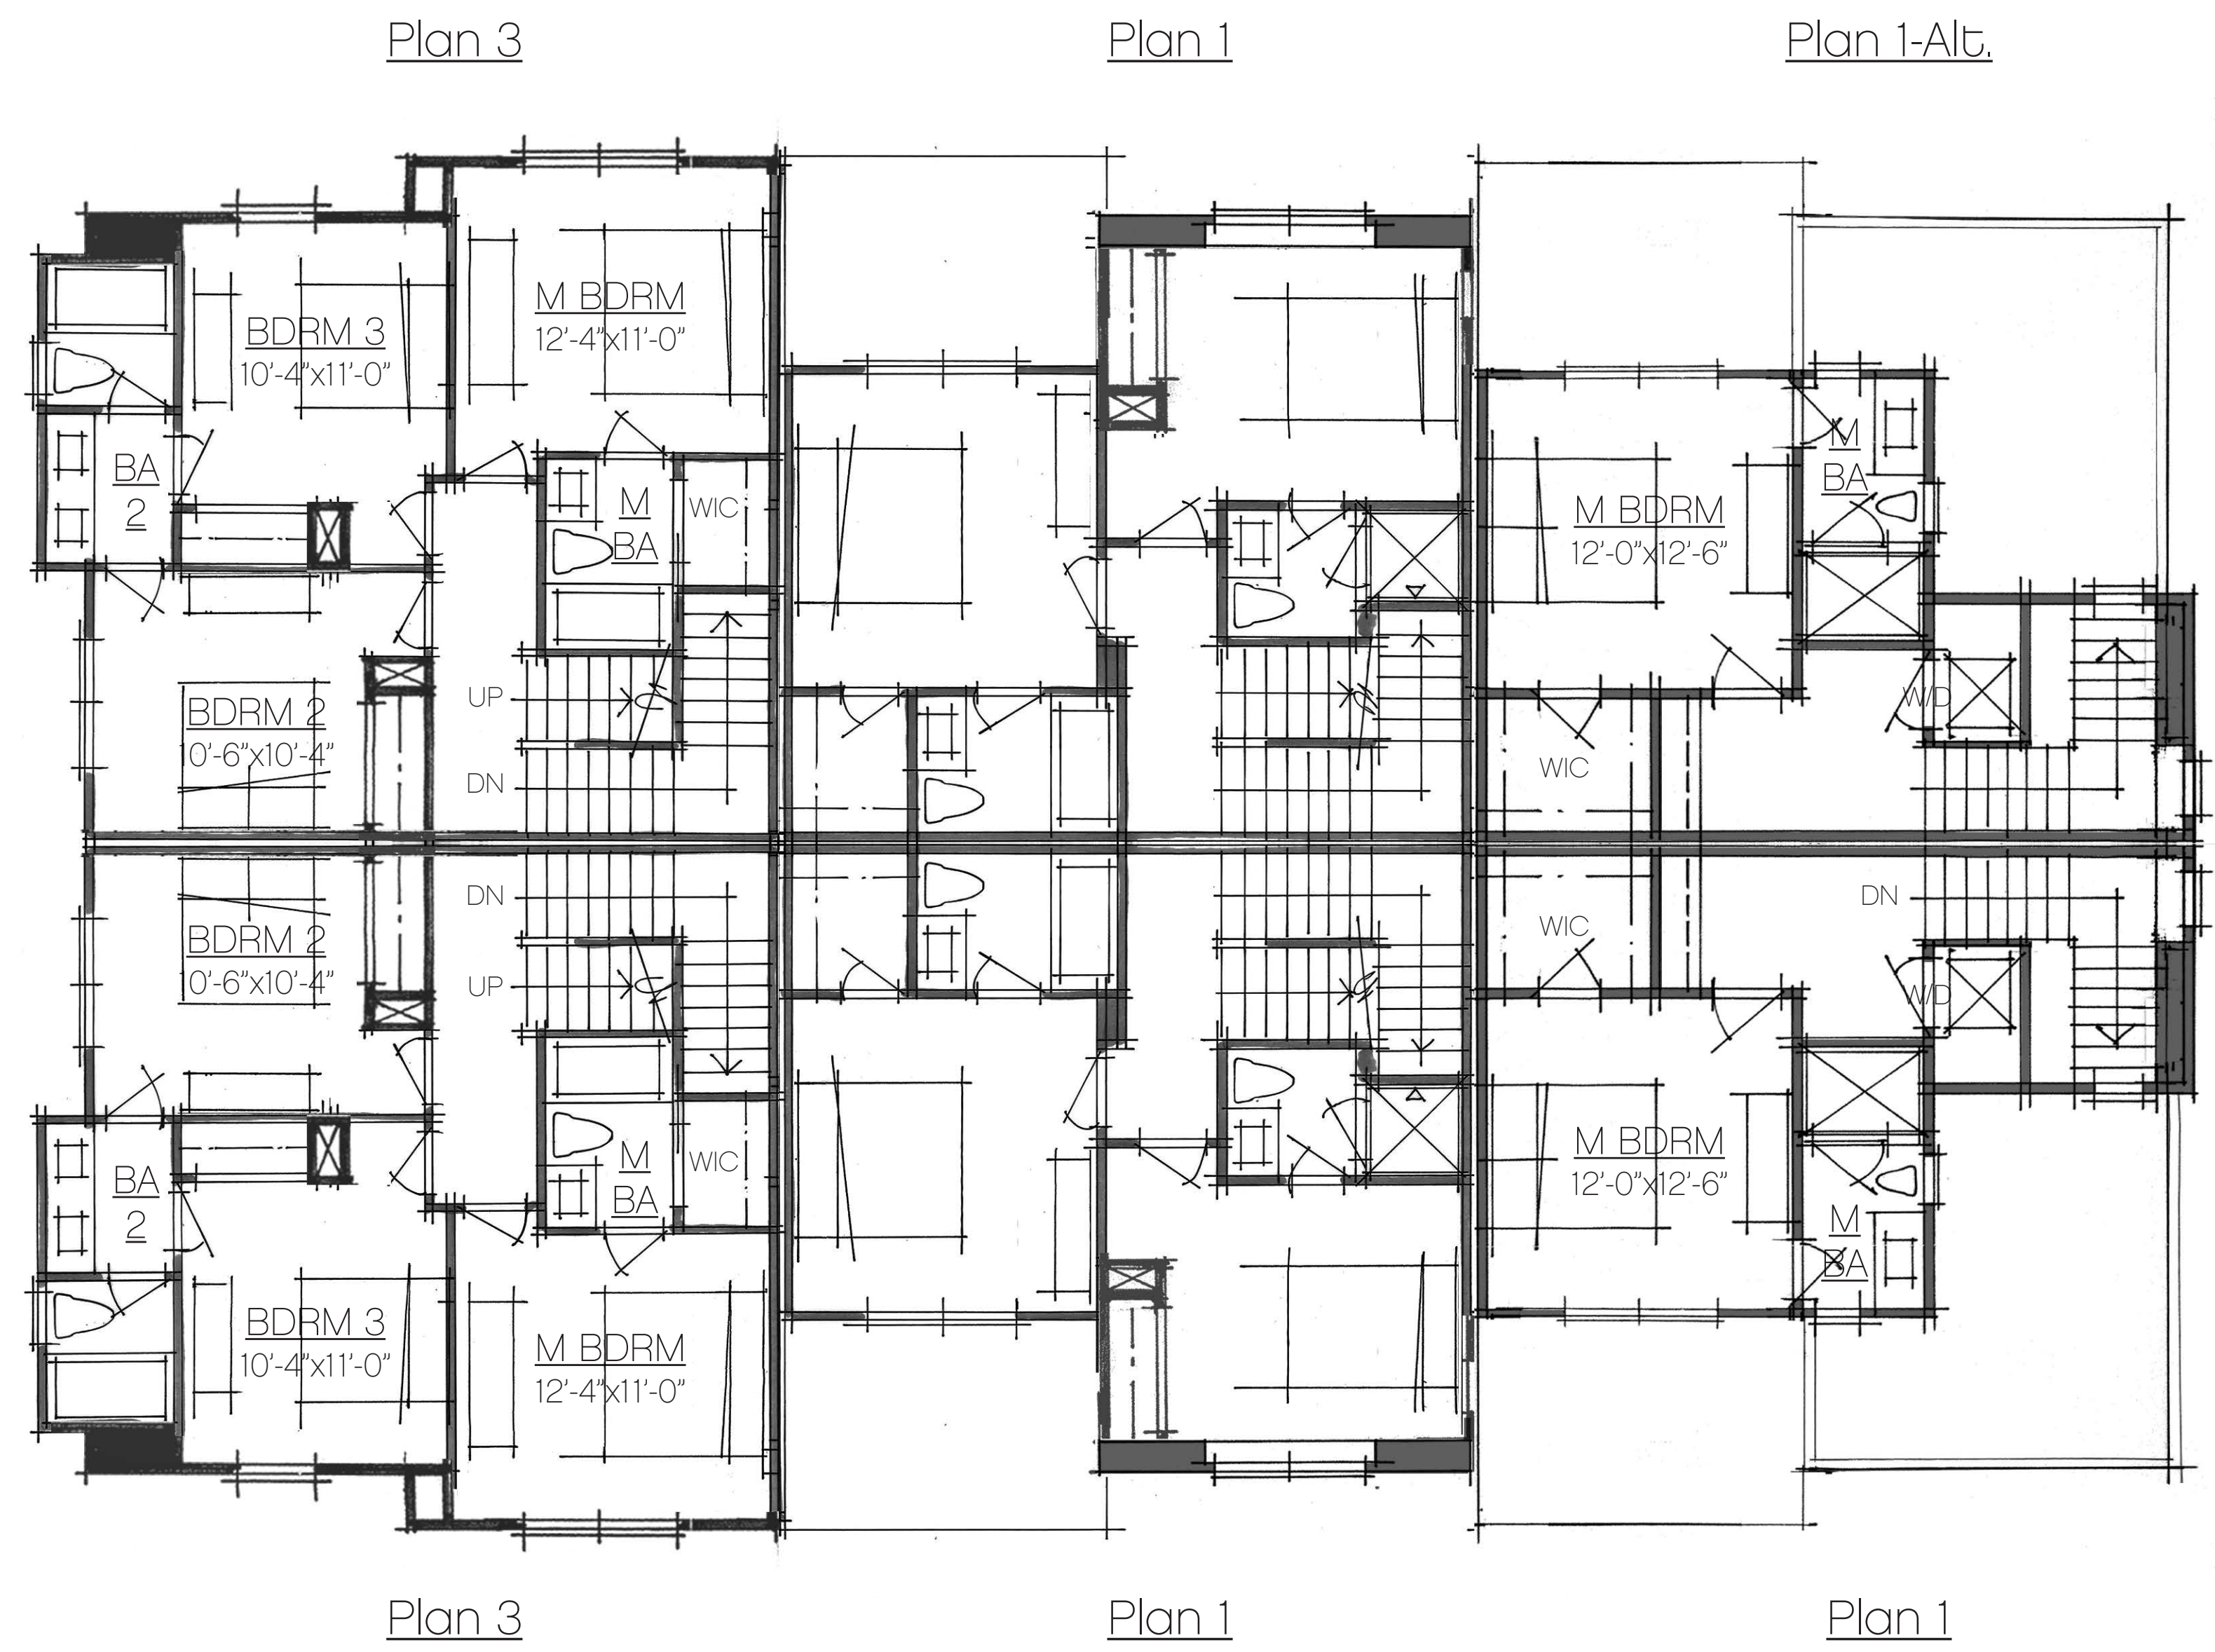 Plan 3
Plan 1
Plan 1-Alt.
M BDRM
12'-4"x11'-0"
BDRM 3
10'-4"x11'-0"
M
BA
BA
2
WIC
M
BA
M BDRM
12'-0"x12'-6"
UP
W/D
BDRM 2
10'-6"x10'-4"
WIC
DN
DN
DN
WIC
BDRM 2
10'-6"x10'-4"
UP
W/D
M BDRM
12'-0"x12'-6"
M
BA
WIC
BA
2
M
BA
BDRM 3
10'-4"x11'-0"
M BDRM
12'-4"x11'-0"
Plan 3
Plan 1
Plan 1